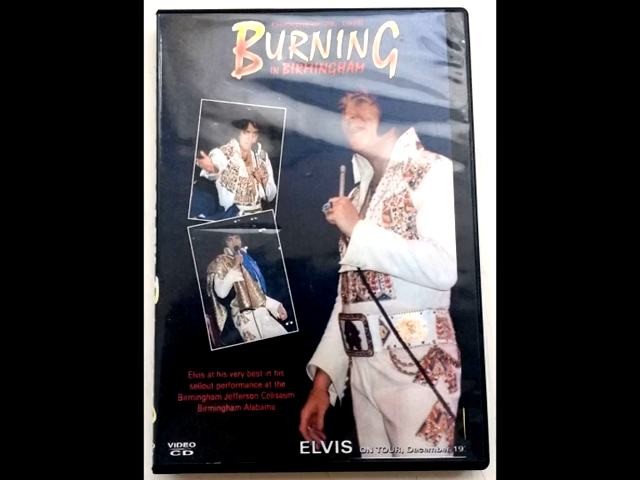 BURNING
IN BIRMINGHAM
Elvis at his very best in his
sellout performance at the
Birmingham Jefferson Coliseum
Birmingham Alabama
VIDEO
CD
ELVIS ON TOUR, December 19